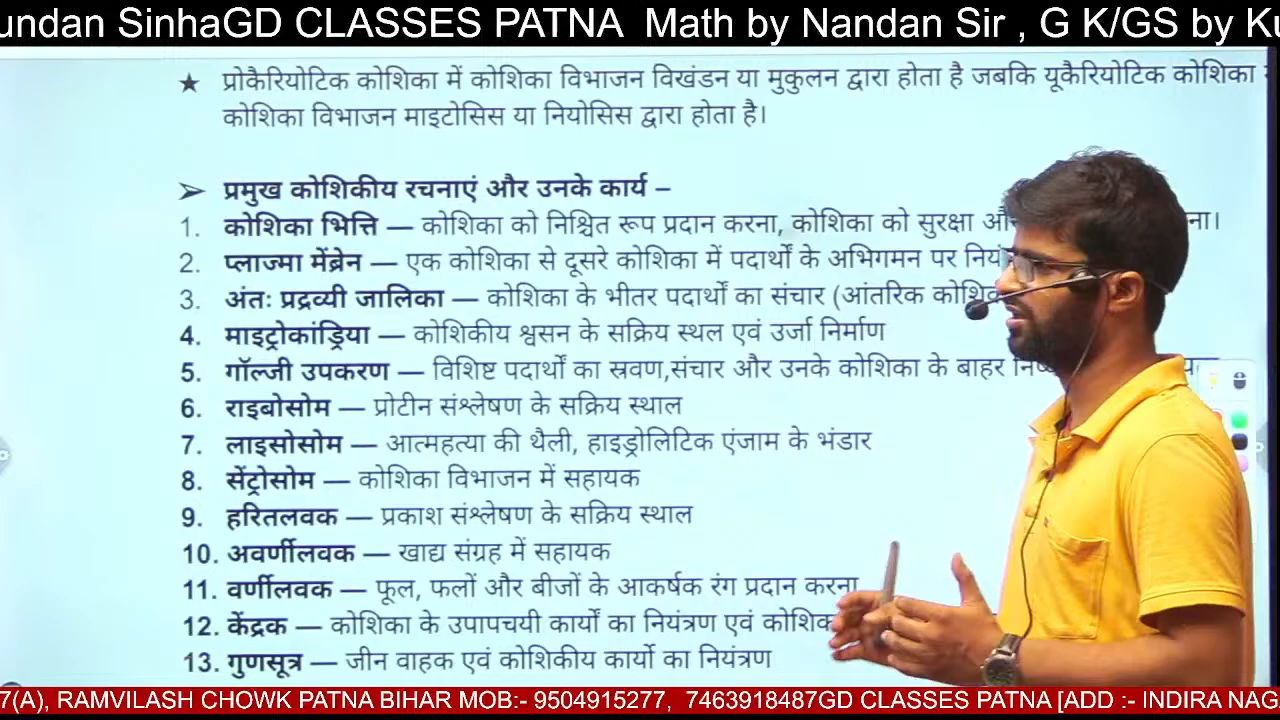 undan SinhaGD CLASSES PATNA Math by Nandan Sir , G K/GS by Ku
★ प्रोकैरियोटिक कोशिका में कोशिका विभाजन विखंडन या मुकुलन द्वारा होता है जबकि यूकैरियोटिक कोशिका
कोशिका विभाजन माइटोसिस या नियोसिस द्वारा होता है।
➢ प्रमुख कोशिकीय रचनाएं और उनके कार्य –
1. कोशिका भित्ति — कोशिका को निश्चित रूप प्रदान करना, कोशिका को सुरक्षा ना।
2. प्लाज्मा मेंब्रेन — एक कोशिका से दूसरे कोशिका में पदार्थों के अभिगमन पर
3. अंतः प्रद्रव्यी जालिका — कोशिका के भीतर पदार्थों का संचार (आंतरिक
4. माइट्रोकांड्रिया — कोशिकीय श्वसन के सक्रिय स्थल एवं उर्जा निर्माण
5. गॉल्जी उपकरण — विशिष्ट पदार्थों का स्रवण,संचार और उनके कोशिका के बाहर
6. राइबोसोम — प्रोटीन संश्लेषण के सक्रिय स्थाल
7. लाइसोसोम — आत्महत्या की थैली, हाइड्रोलिटिक एंजाम के भंडार
8. सेंट्रोसोम — कोशिका विभाजन में सहायक
9. हरितलवक — प्रकाश संश्लेषण के सक्रिय स्थाल
10. अवर्णीलवक — खाद्य संग्रह में सहायक
11. वर्णीलवक — फूल, फलों और बीजों के आकर्षक रंग प्रदान करना
12. केंद्रक — कोशिका के उपापचयी कार्यों का नियंत्रण एवं
13. गुणसूत्र — जीन वाहक एवं कोशिकीय कार्यो का नियंत्रण
7(A), RAMVILASH CHOWK PATNA BIHAR MOB:- 9504915277, 7463918487GD CLASSES PATNA [ADD :- INDIRA NAG